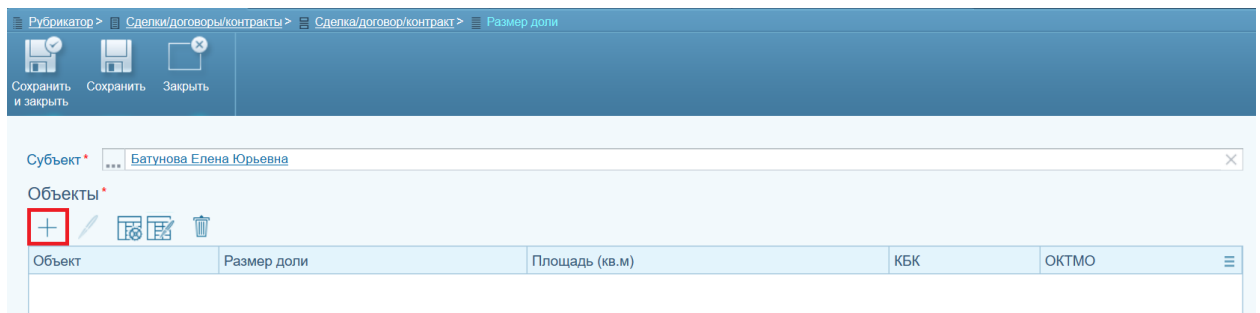 Рубрикатор > Сделки/договоры/контракты > Сделка/договор/контракт > Размер доли
Сохранить и закрыть
Сохранить
Закрыть
Субъект * ... Батунова Елена Юрьевна
Объекты *
Объект Размер доли Площадь (кв.м) КБК ОКТМО